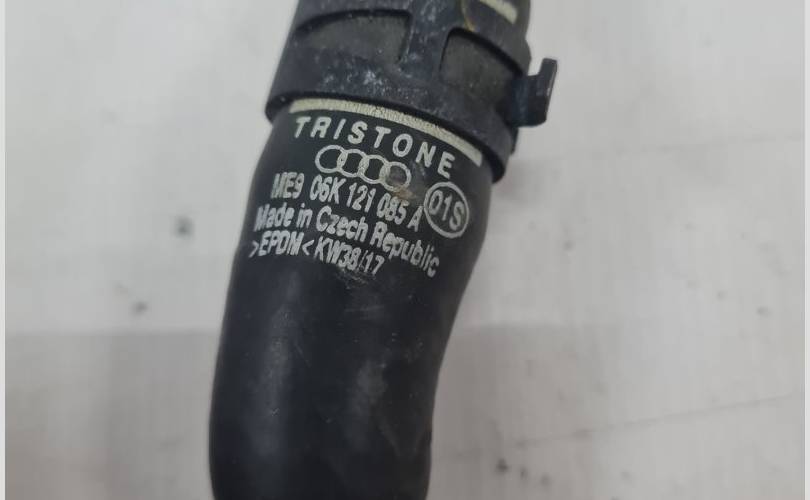 TRISTONE
ME9 06K 121 085 A 01S
Made in Czech Republic
>EPDM< KW38/17